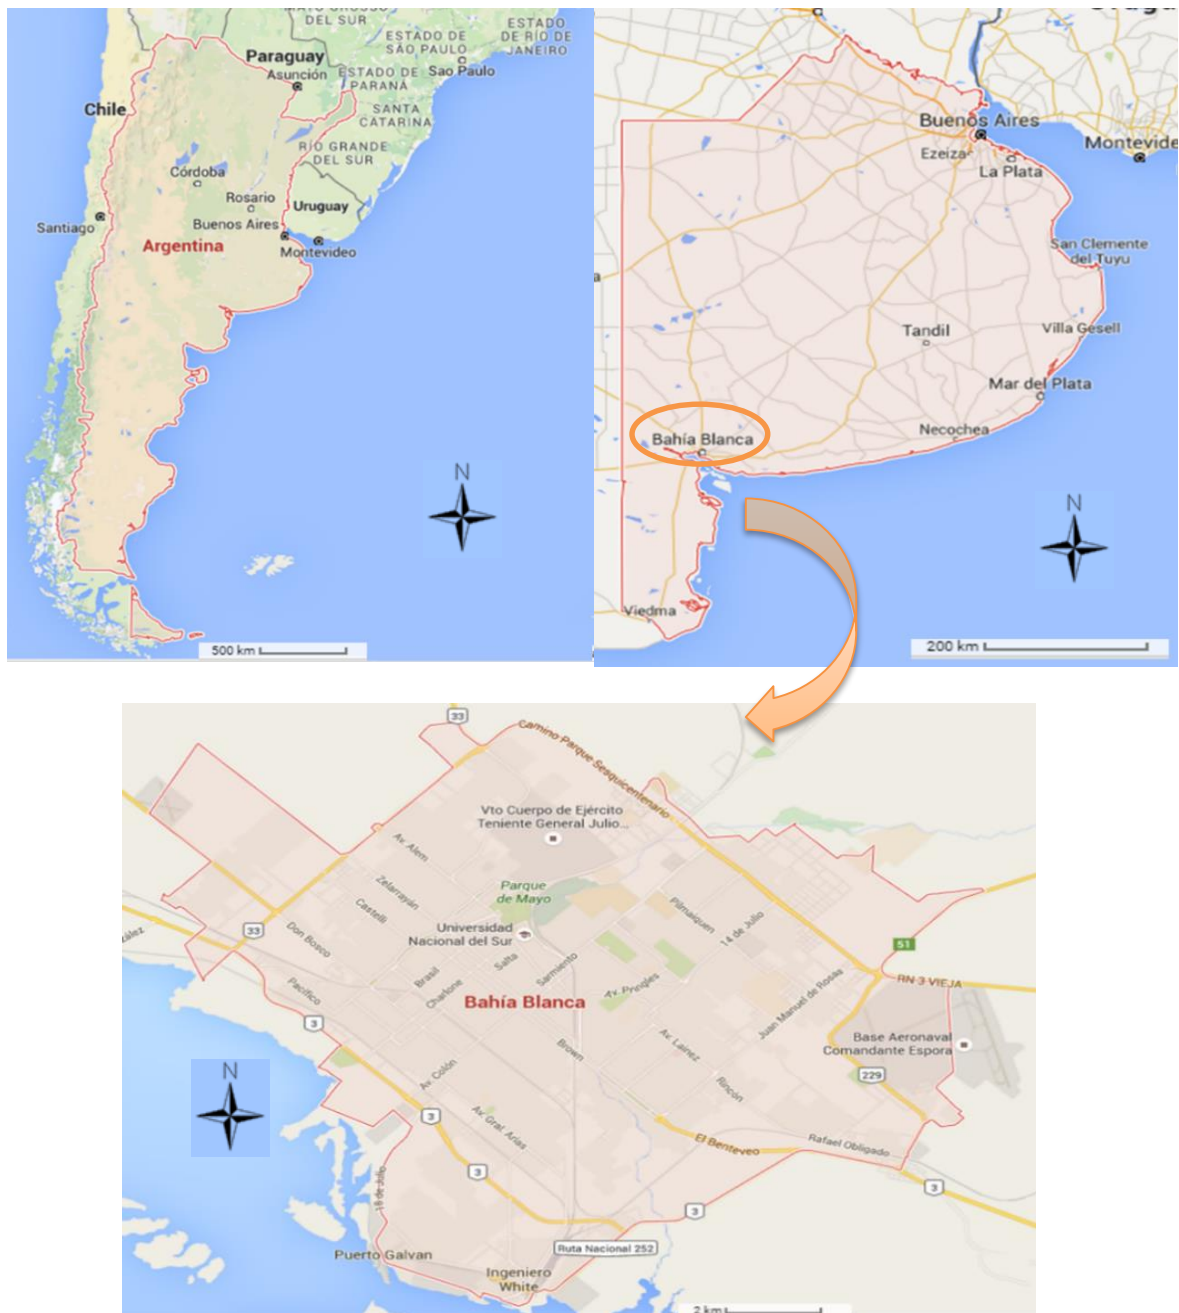 DEL SUR
ESTADO DE
SÃO PAULO
ESTADO
DE RÍO DE
JANEIRO
Paraguay
Asunción
ESTADO DE
PARANÁ
Sao Paulo
Chile
SANTA
CATARINA
RÍO GRANDE
DEL SUR
Córdoba
Rosario
Uruguay
Santiago
Buenos Aires
Argentina
Montevideo
N
500 km
Buenos Aires
Ezeiza
La Plata
Montevide
San Clemente
del Tuyu
Tandil
Villa Gesell
Mar del Plata
Necochea
Bahía Blanca
N
Viedma
200 km
33
Camino Parque Sesquicentenario
Vto Cuerpo de Ejército
Teniente General Julio...
Av. Alem
Parque
de Mayo
Zelarrayán
Castelli
Pilmaiquen
14 de Julio
Universidad
Nacional del Sur
33
Don Bosco
51
Salta
Sarmiento
Brasil
Charlone
Av. Pringles
Juan Manuel de Rosas
RN-3 VIEJA
Pacífico
Bahía Blanca
3
Base Aeronaval
Comandante Espora
Brown
Av. Lainez
N
Av. Colón
229
Rincón
3
Av. Gral. Arias
El Benteveo
Rafael Obligado
3
3
18 de Julio
3
Puerto Galvan
Ruta Nacional 252
Ingeniero
White
2 km